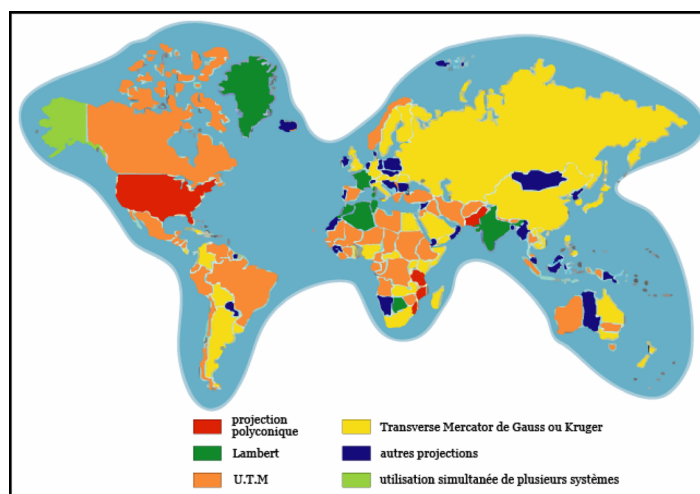 projection
polyconique
Lambert
U.T.M
Transverse Mercator de Gauss ou Kruger
autres projections
utilisation simultanée de plusieurs systèmes